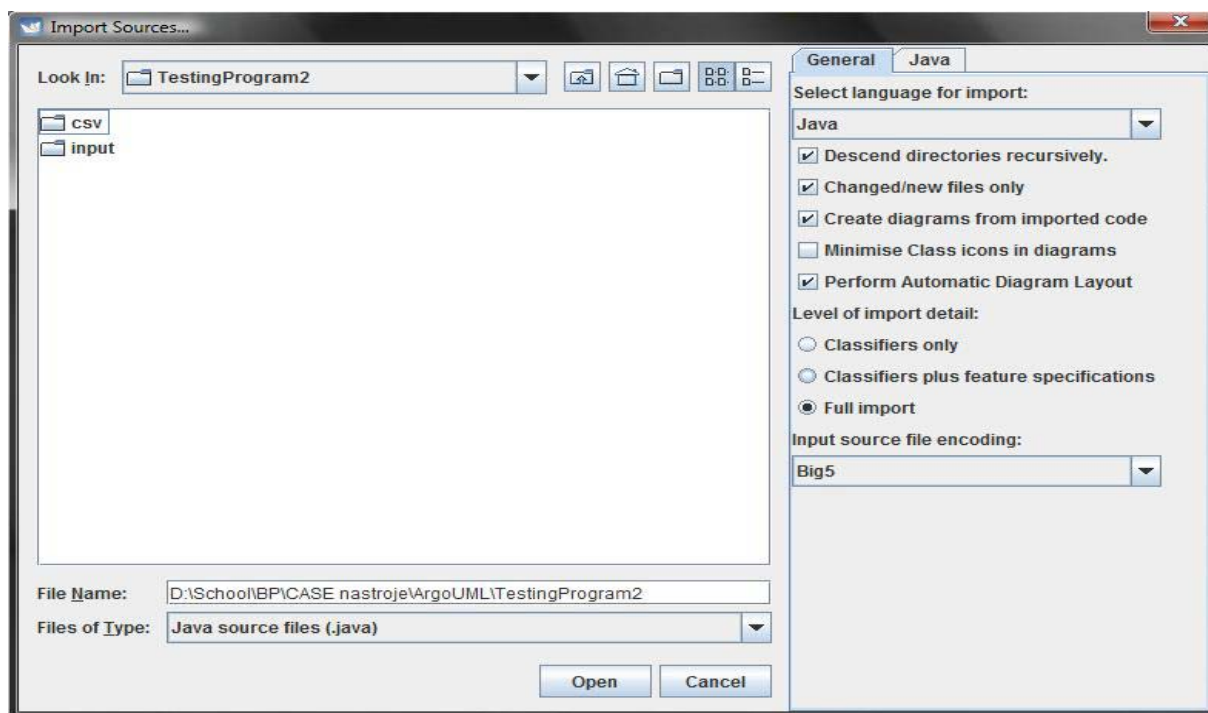 Import Sources...
Look In: TestingProgram2
csv
input
File Name: D:\School\BP\CASE nastroje\ArgoUML\TestingProgram2
Files of Type: Java source files (.java)
Open Cancel
General Java
Select language for import:
Java
Descend directories recursively.
Changed/new files only
Create diagrams from imported code
Minimise Class icons in diagrams
Perform Automatic Diagram Layout
Level of import detail:
Classifiers only
Classifiers plus feature specifications
Full import
Input source file encoding:
Big5